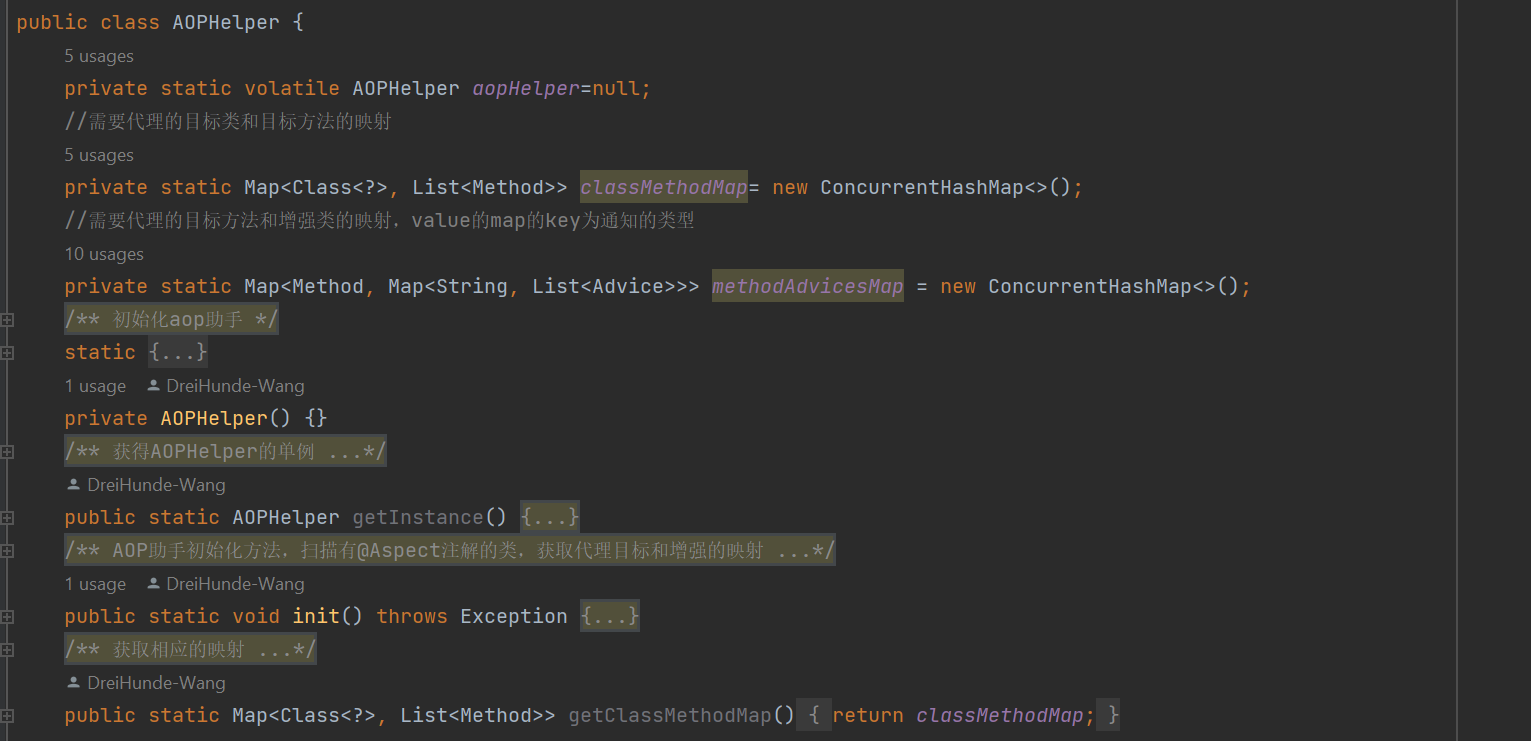 public class AOPHelper {
5 usages
private static volatile AOPHelper aopHelper=null;
//需要代理的目标类和目标方法的映射
5 usages
private static Map<Class<?>, List<Method>> classMethodMap= new ConcurrentHashMap<>();
//需要代理的目标方法和增强类的映射，value的map的key为通知的类型
10 usages
private static Map<Method, Map<String, List<Advice>>> methodAdvicesMap = new ConcurrentHashMap<>();
/** 初始化aop助手 */
static {...}
1 usage DreiHunde-Wang
private AOPHelper() {}
/** 获得AOPHelper的单例 ...*/
DreiHunde-Wang
public static AOPHelper getInstance() {...}
/** AOP助手初始化方法，扫描有@Aspect注解的类，获取代理目标和增强的映射 ...*/
1 usage DreiHunde-Wang
public static void init() throws Exception {...}
/** 获取相应的映射 ...*/
DreiHunde-Wang
public static Map<Class<?>, List<Method>> getClassMethodMap() { return classMethodMap; }